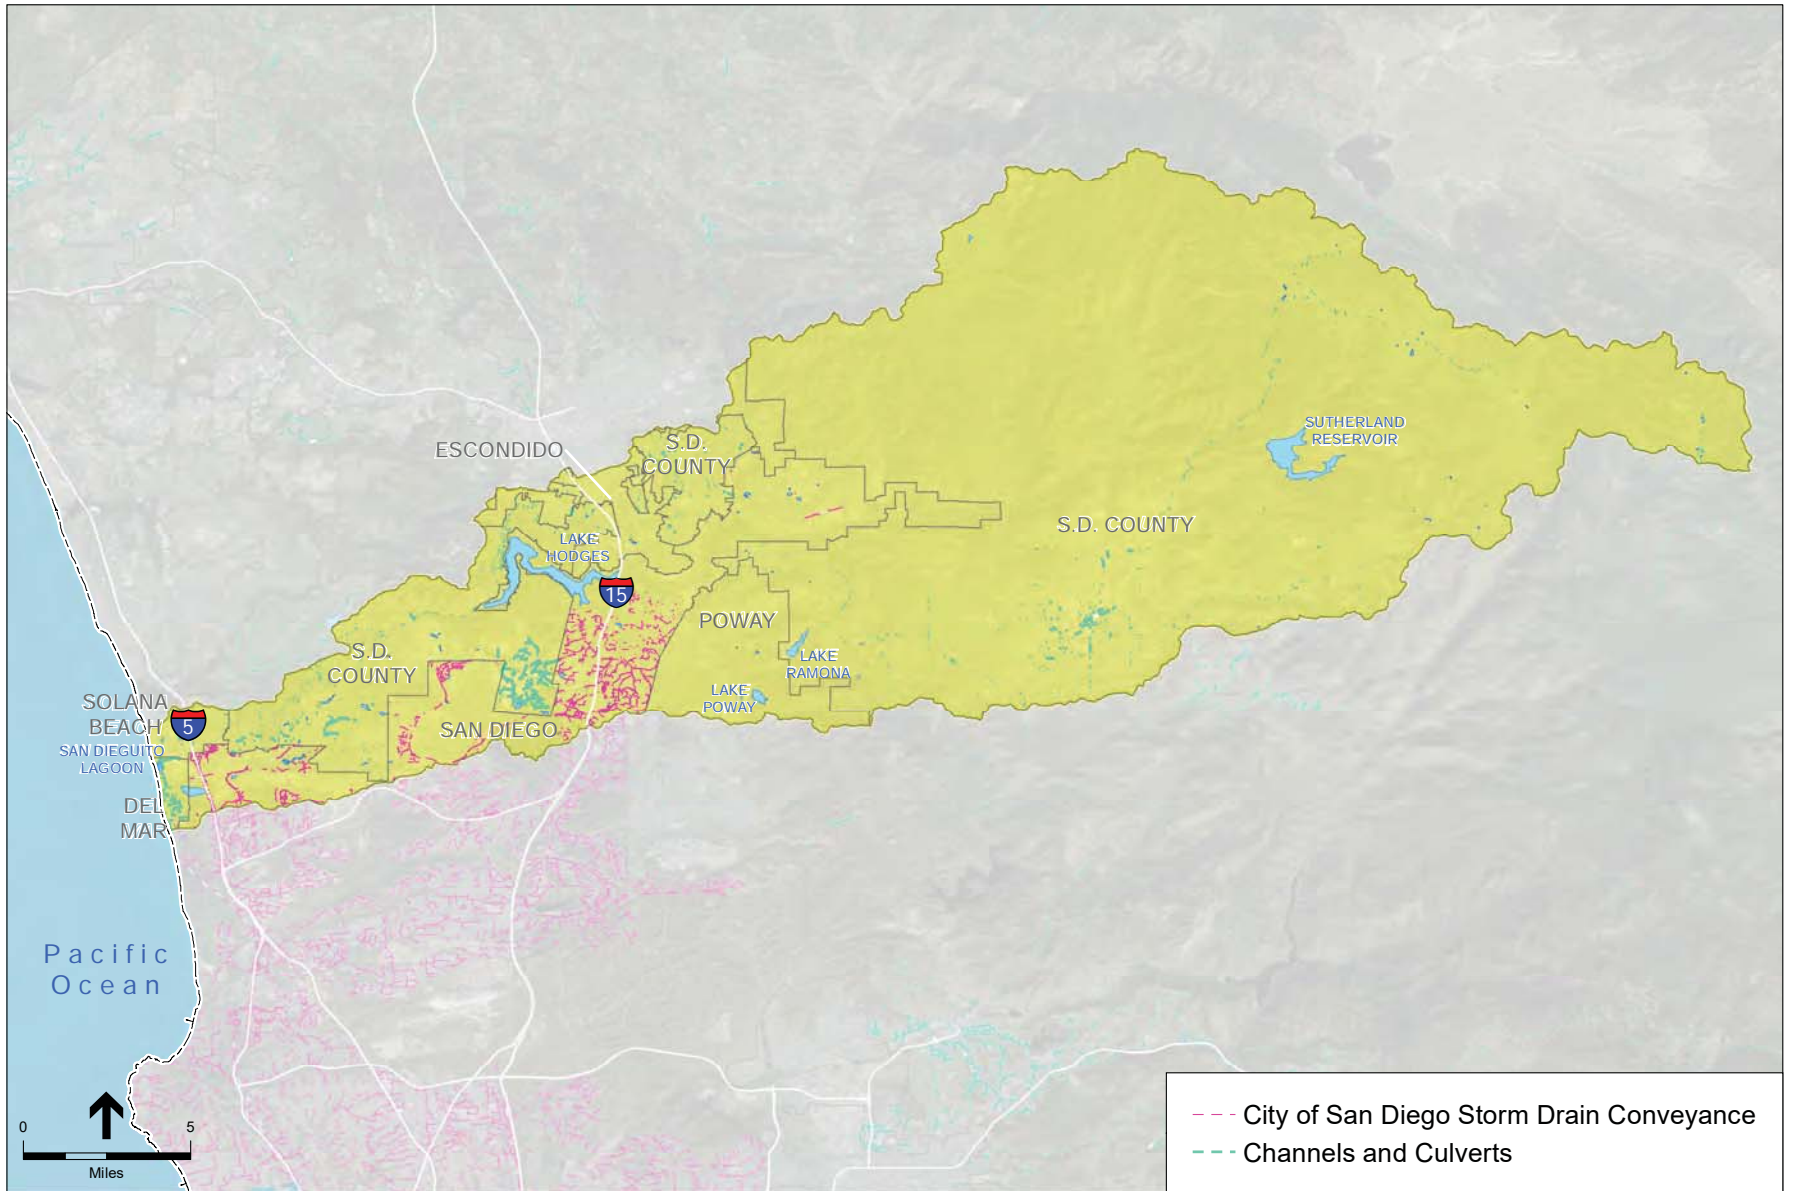 ESCONDIDO
S.D.
COUNTY
SUTHERLAND
RESERVOIR
S.D. COUNTY
LAKE
HODGES
15
POWAY
LAKE
RAMONA
LAKE
POWAY
S.D.
COUNTY
SAN DIEGO
SOLANA
BEACH
5
SAN DIEGUITO
LAGOON
DEL
MAR
Pacific
Ocean
0 5
Miles
City of San Diego Storm Drain Conveyance
Channels and Culverts